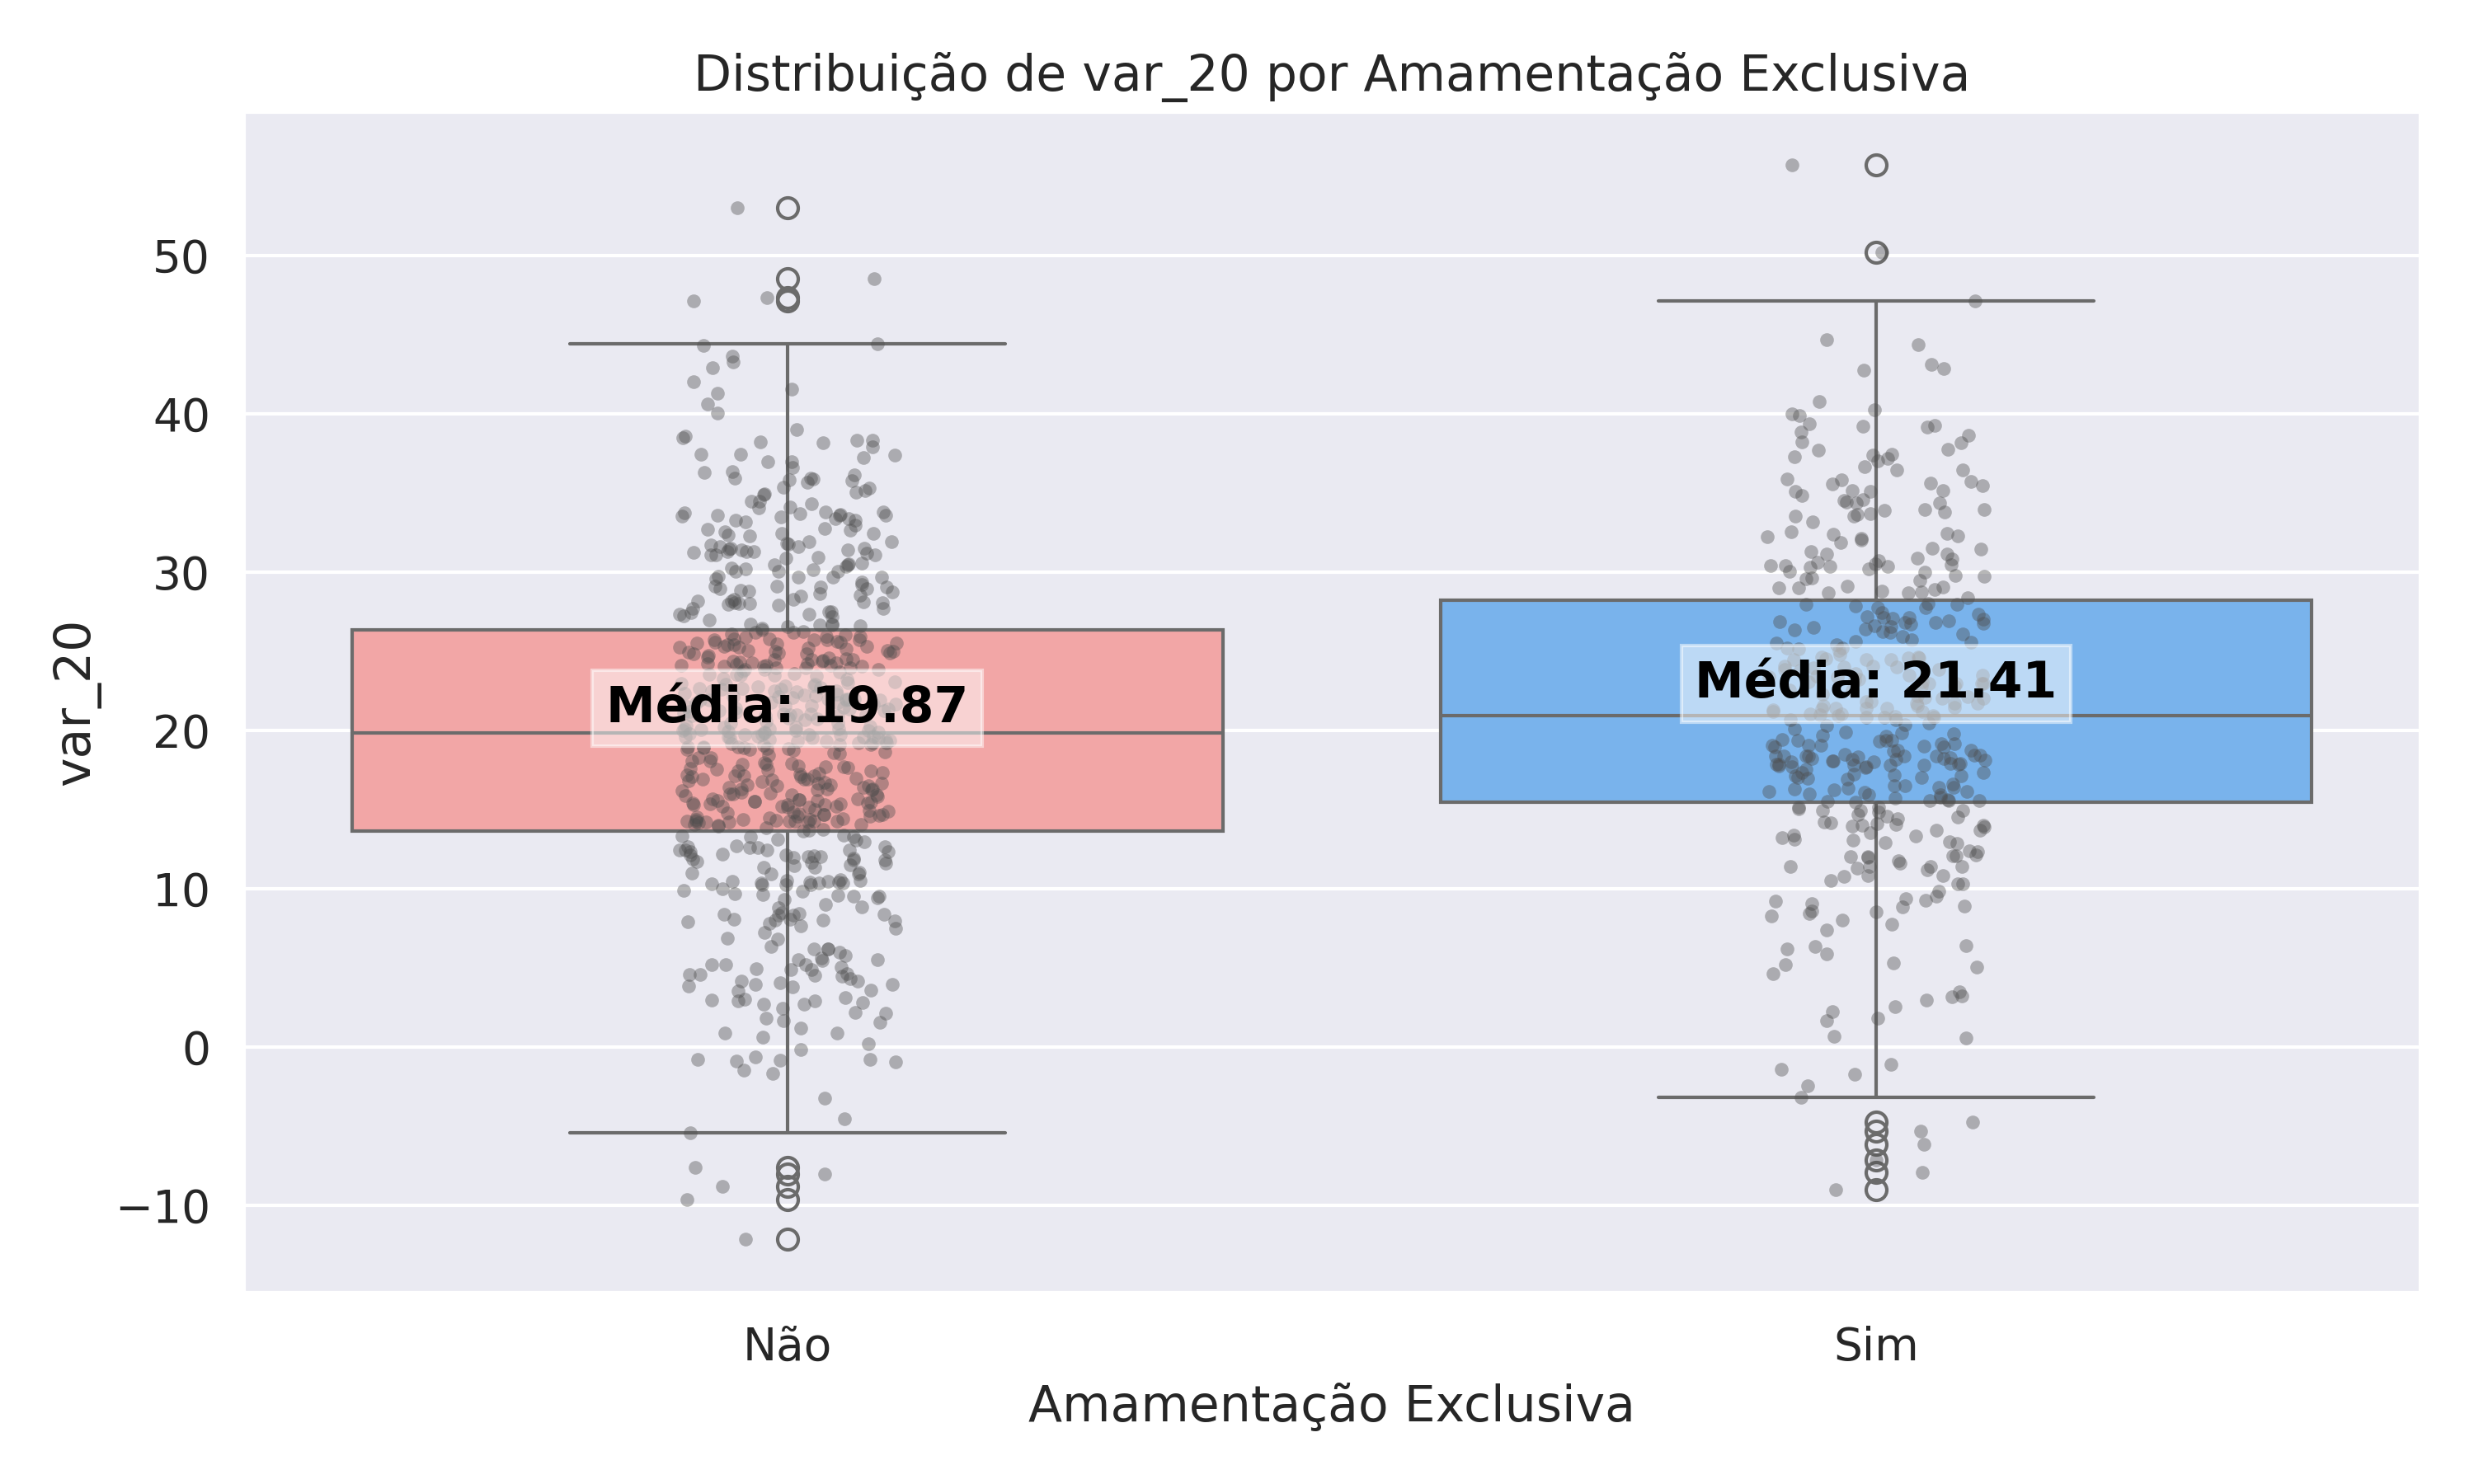 Distribuição de var_20 por Amamentação Exclusiva
var_20
50
40
30
20
10
0
−10
Média: 19.87
Média: 21.41
Não
Sim
Amamentação Exclusiva